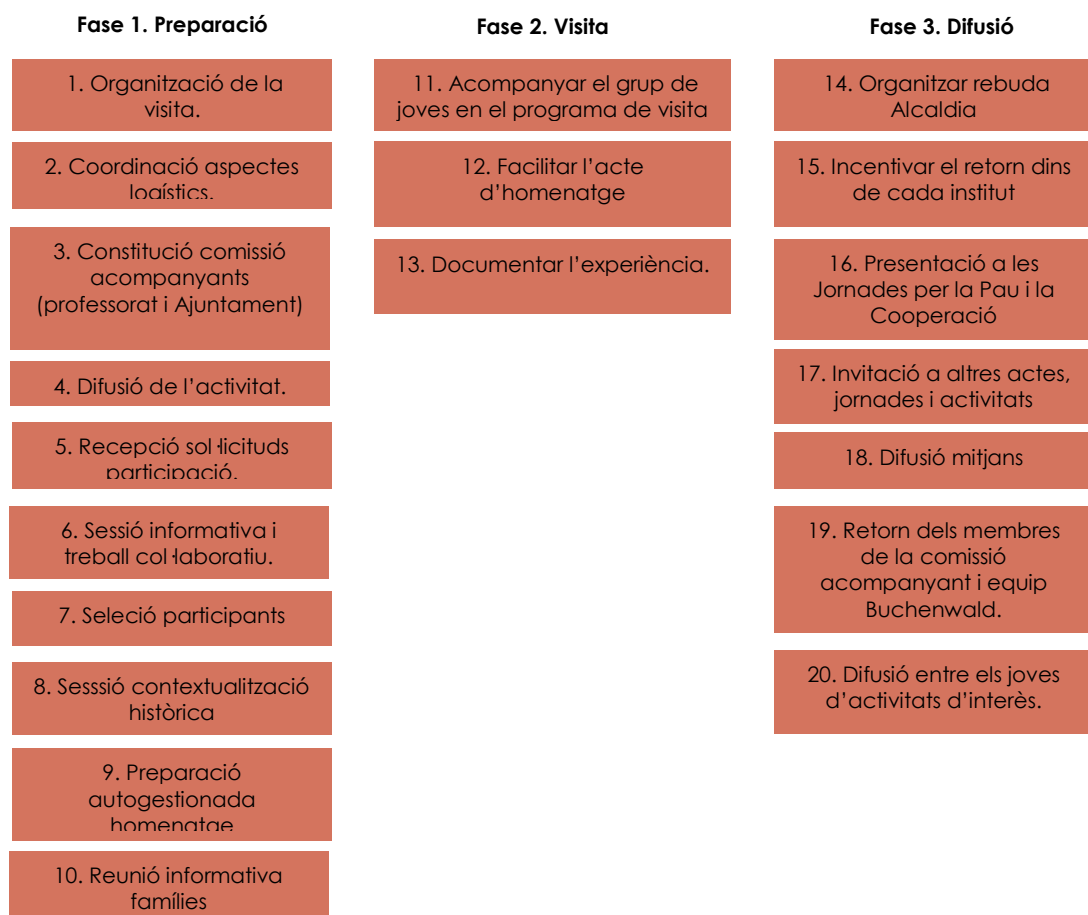 Fase 1. Preparació
1. Organització de la
visita.
2. Coordinació aspectes
logístics.
3. Constitució comissió
acompanyants
(professorat i Ajuntament)
4. Difusió de l’activitat.
5. Recepció sol·licituds
participació.
6. Sessió informativa i
treball col·laboratiu.
7. Seleció participants
8. Sesssió contextualització
històrica
9. Preparació
autogestionada
homenatge
10. Reunió informativa
famílies
Fase 2. Visita
11. Acompanyar el grup de
joves en el programa de visita
12. Facilitar l’acte
d’homenatge
13. Documentar l’experiència.
Fase 3. Difusió
14. Organitzar rebuda
Alcaldia
15. Incentivar el retorn dins
de cada institut
16. Presentació a les
Jornades per la Pau i la
Cooperació
17. Invitació a altres actes,
jornades i activitats
18. Difusió mitjans
19. Retorn dels membres
de la comissió
acompanyant i equip
Buchenwald.
20. Difusió entre els joves
d’activitats d’interès.